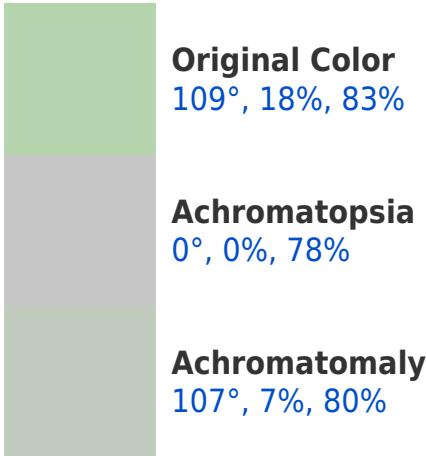 Original Color
109°, 18%, 83%
Achromatopsia
0°, 0%, 78%
Achromatomaly
107°, 7%, 80%